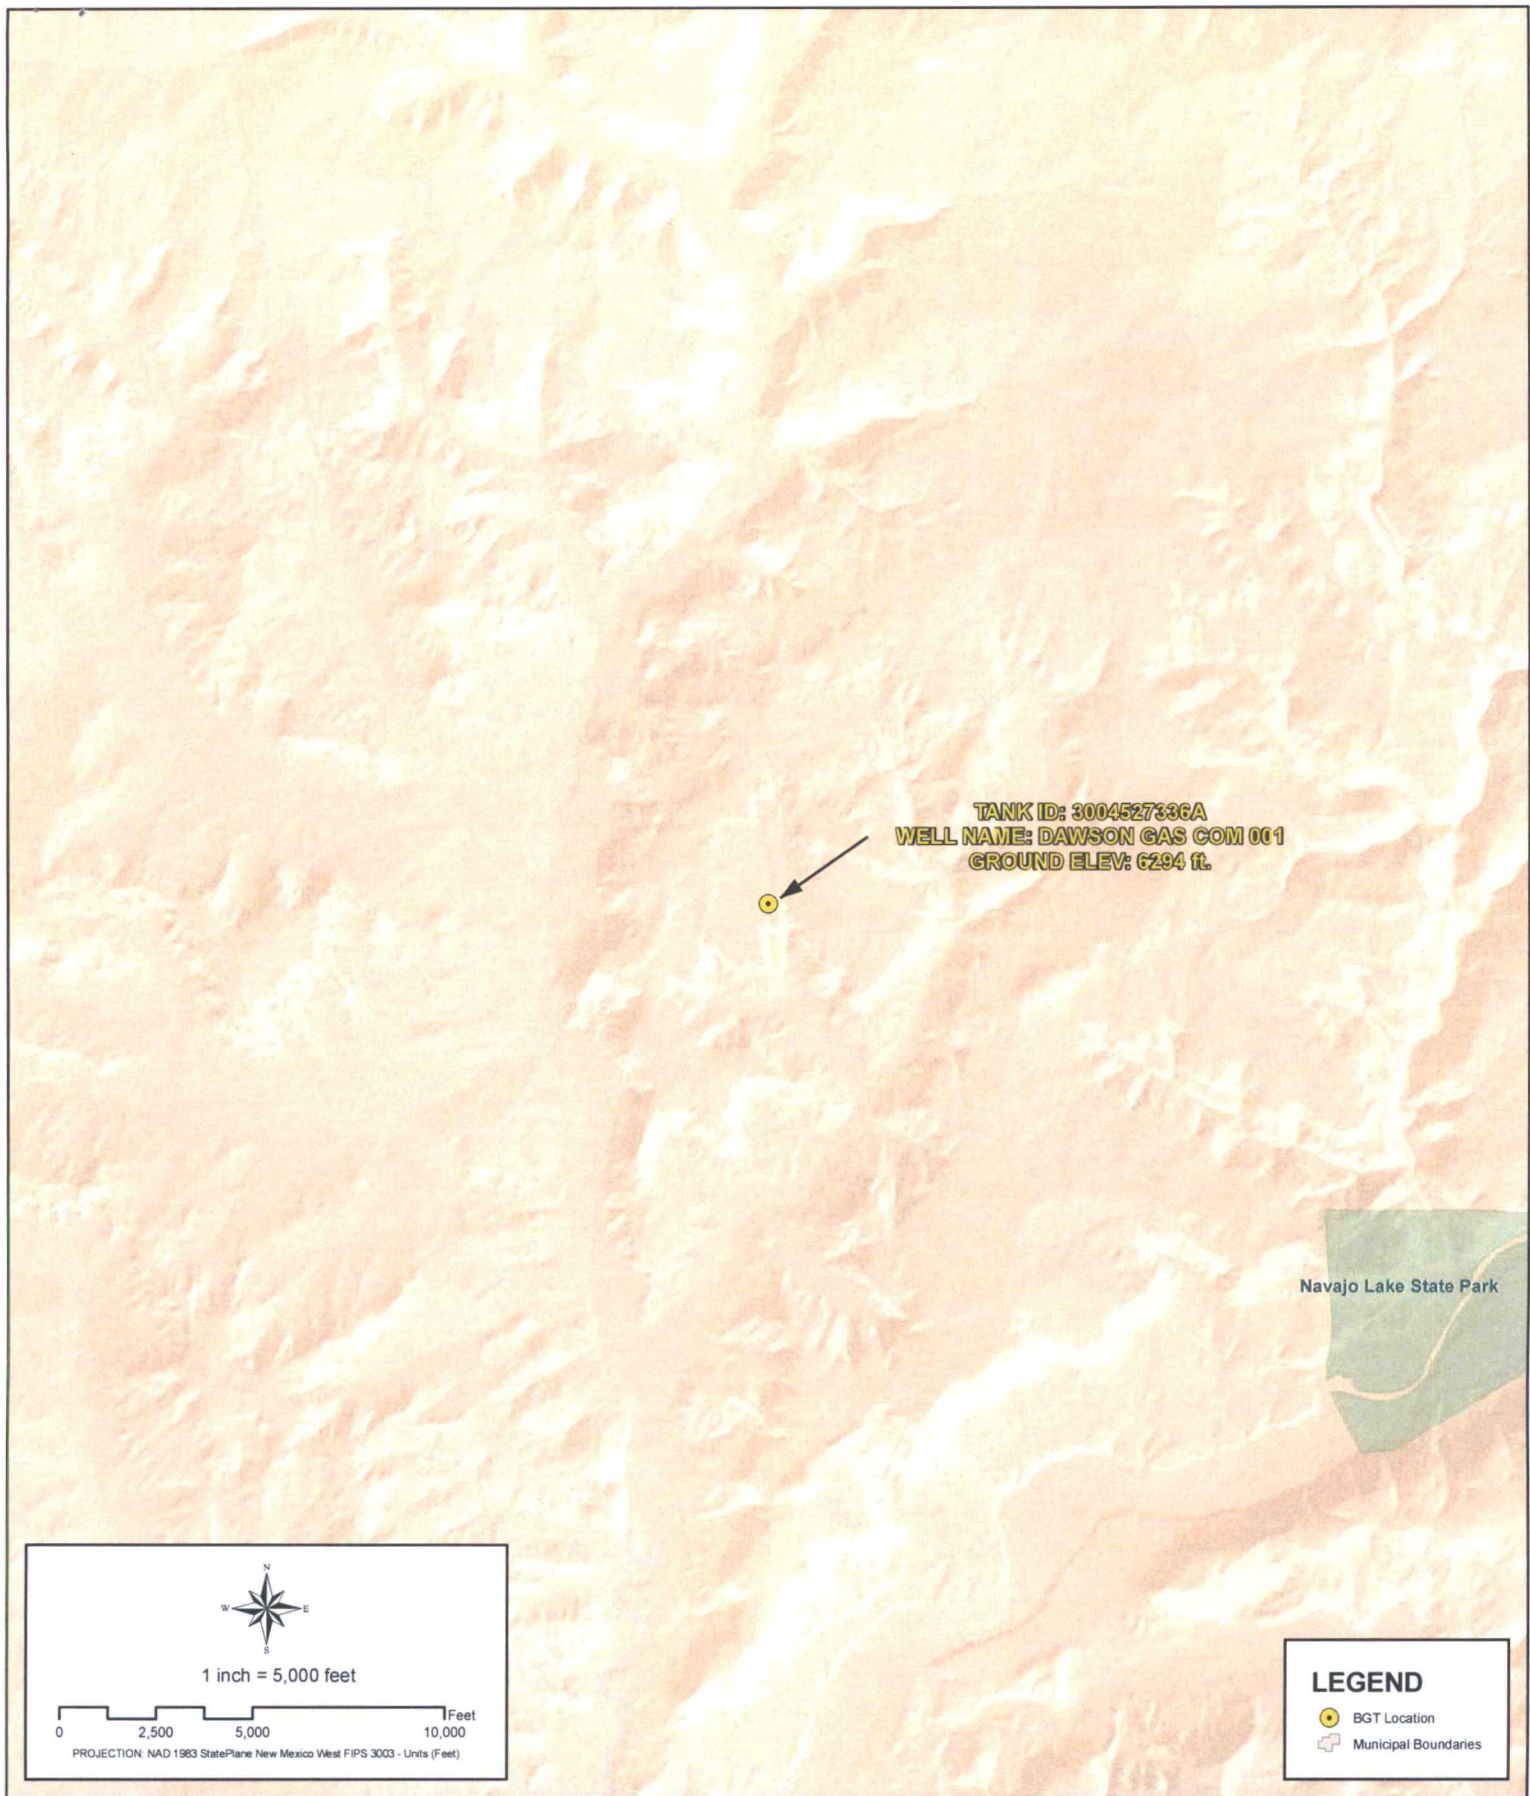 TANK ID: 3004527336A
WELL NAME: DAWSON GAS COM 001
GROUND ELEV: 6294 ft.
Navajo Lake State Park
N
W E
S
1 inch = 5,000 feet
Feet
0 2,500 5,000 10,000
PROJECTION: NAD 1983 StatePlane New Mexico West FIPS 3003 - Units (Feet)
LEGEND
BGT Location
Municipal Boundaries